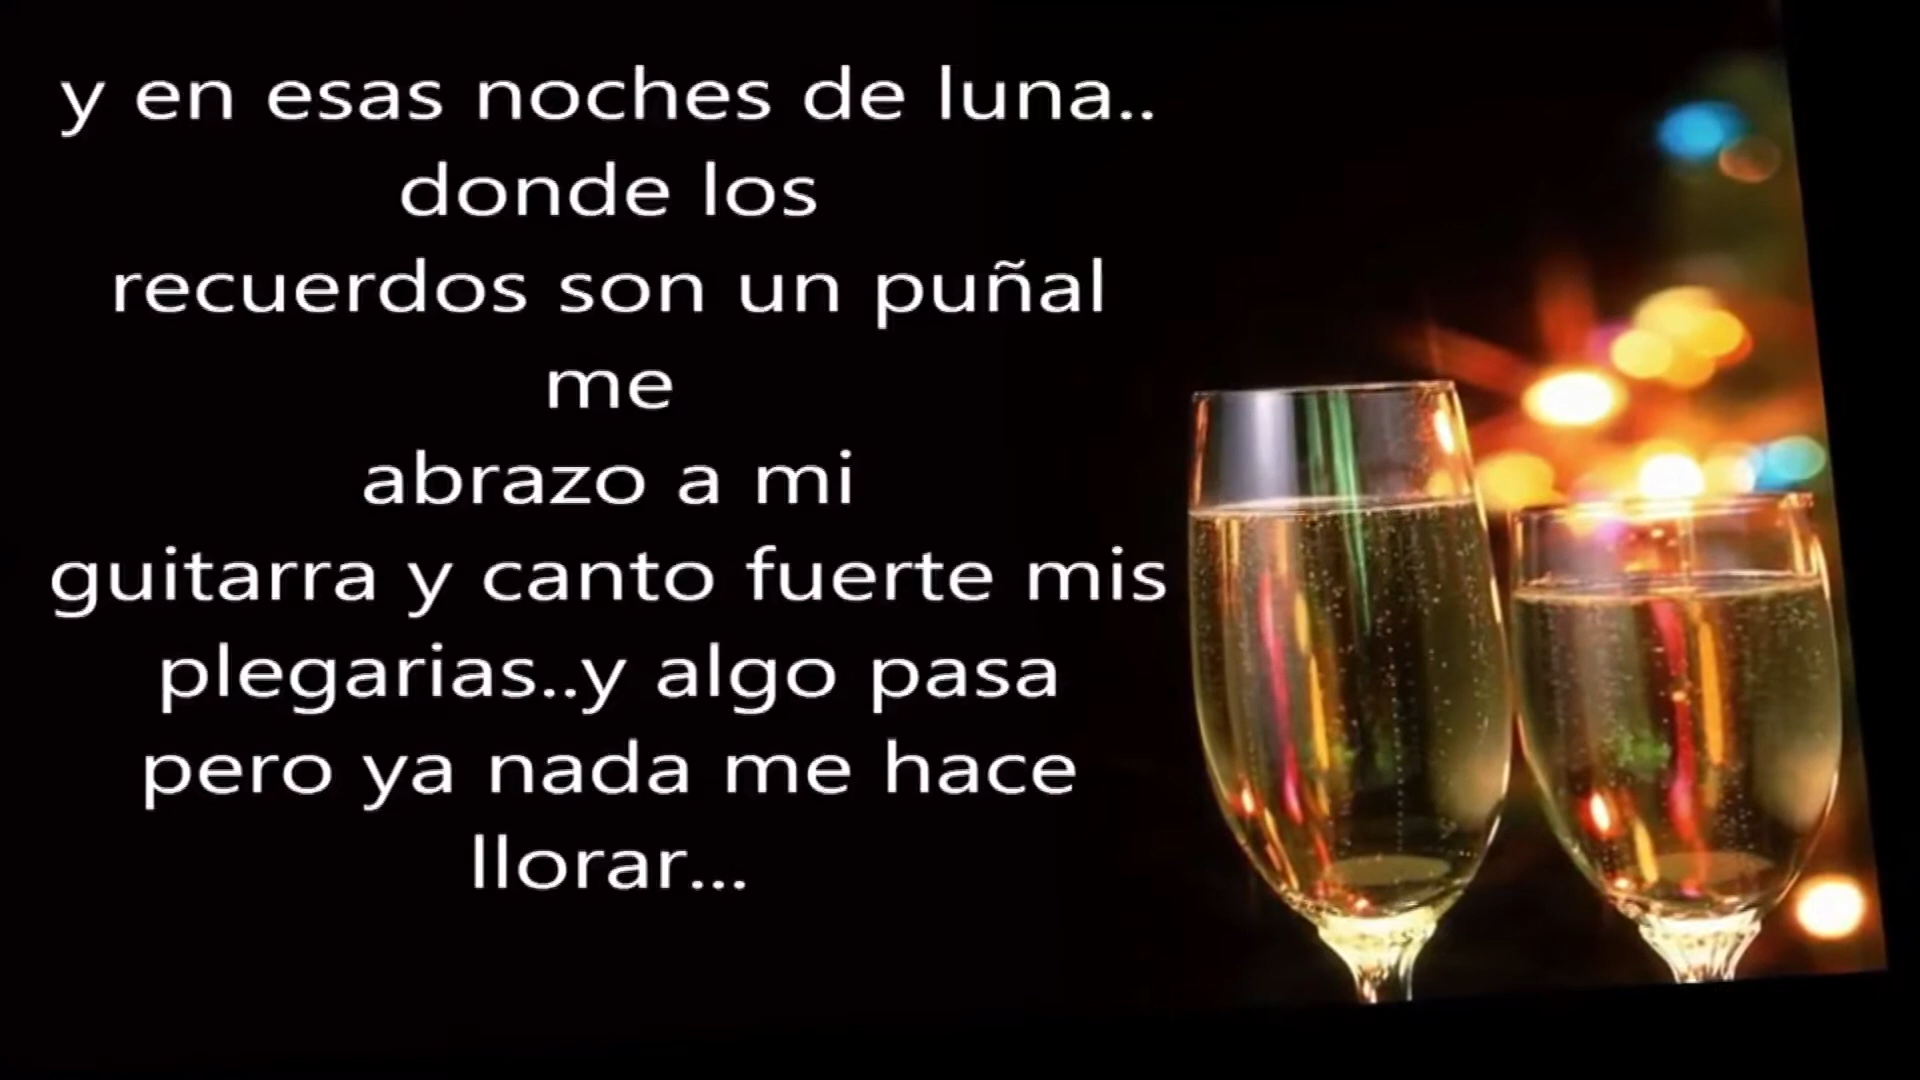 y en esas noches de luna..
donde los
recuerdos son un puñal
me
abrazo a mi
guitarra y canto fuerte mis
plegarias..y algo pasa
pero ya nada me hace
llorar...